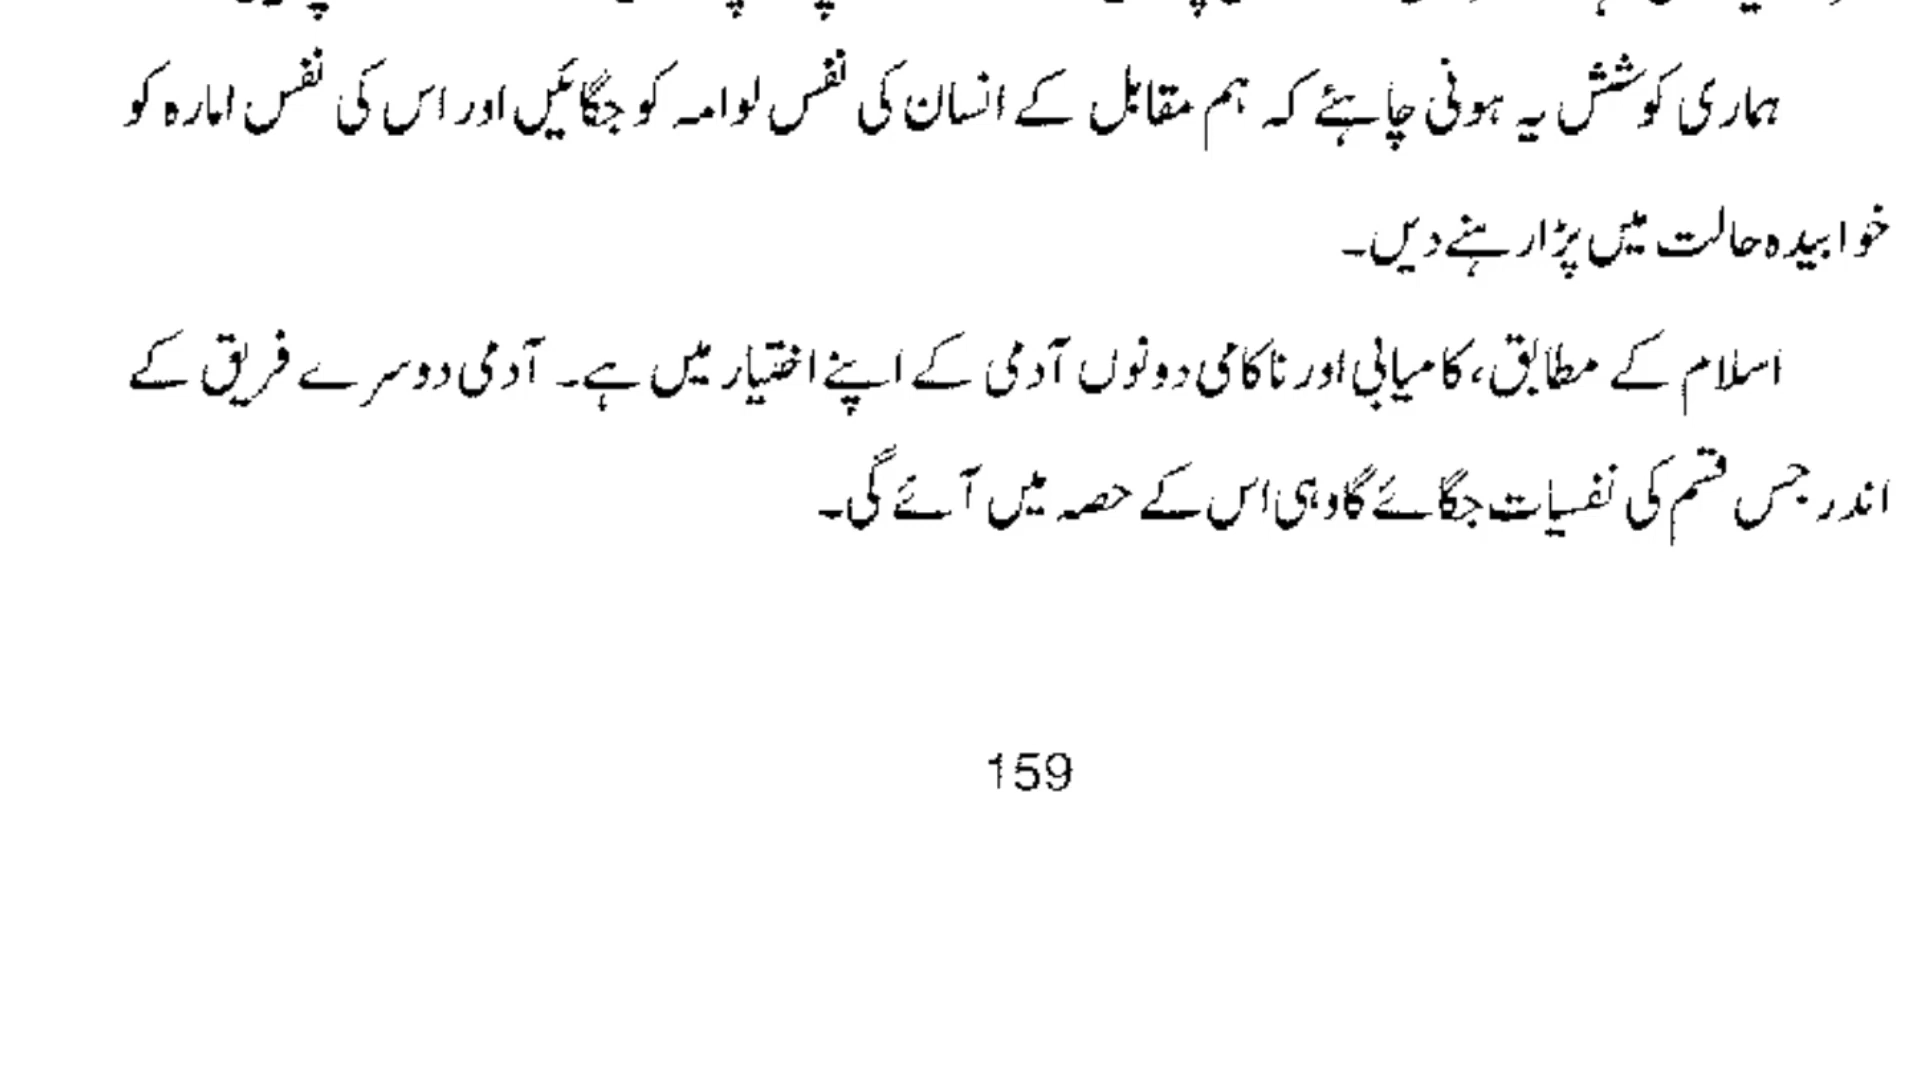 ہماری کوشش یہ ہونی چاہئے کہ ہم مقابل کے انسان کی نفس لوامہ کو جگائیں اور اس کی نفس امارہ کو
خوابیدہ حالت میں پڑا رہنے دیں۔
اسلام کے مطابق، کامیابی اور ناکامی دونوں آدمی کے اپنے اختیار میں ہے۔ آدمی دوسرے فریق کے
اندر جس قسم کی نفسیات جگائے گا وہی اس کے حصہ میں آئے گی۔
159